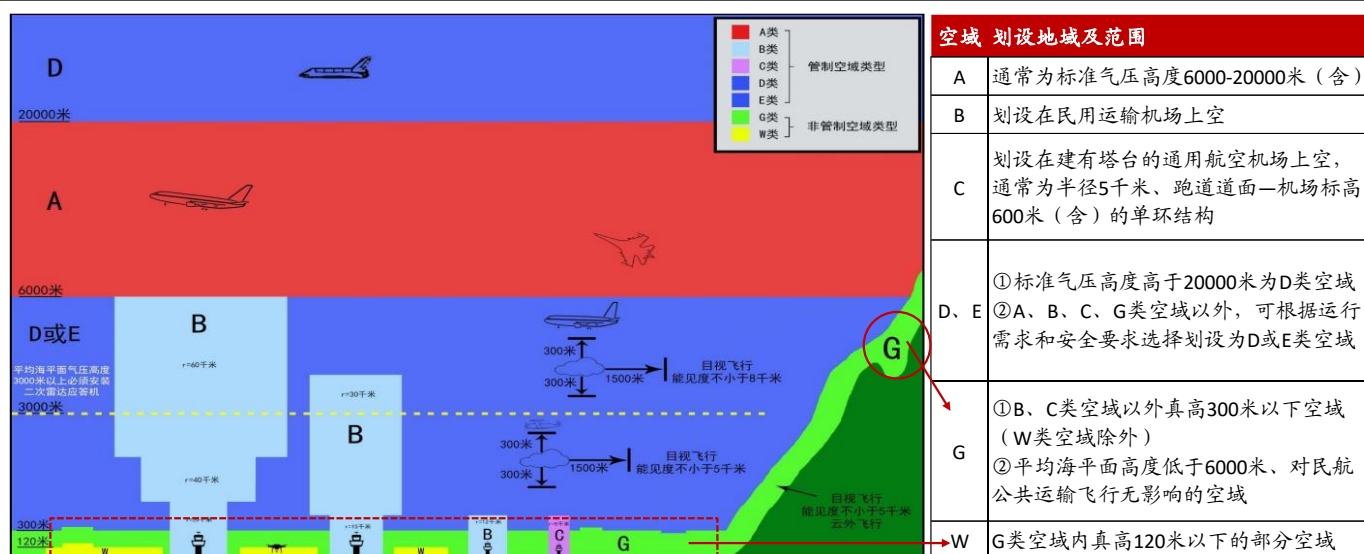 A类
B类
C类
D类
E类
管制空域类型
G类
W类
非管制空域类型
D
20000米
A
6000米
D或E
平均海平面气压高度
3000米以上必须安装
二次雷达应答机
3000米
B
r=60千米
r=40千米
r=30千米
B
r=15千米
300米
300米
1500米
目视飞行
能见度不小于8千米
300米
300米
1500米
目视飞行
能见度不小于5千米
G
目视飞行
能见度不小于5千米
云外飞行
300米
120米
W
W
B
C
G
空域 划设地域及范围
A 通常为标准气压高度6000-20000米（含）
B 划设在民用运输机场上空
C 划设在建有塔台的通用航空机场上空，
通常为半径5千米、跑道道面—机场标高
600米（含）的单环结构
D、E ①标准气压高度高于20000米为D类空域
②A、B、C、G类空域以外，可根据运行
需求和安全要求选择划设为D或E类空域
G ①B、C类空域以外真高300米以下空域
（W类空域除外）
②平均海平面高度低于6000米、对民航
公共运输飞行无影响的空域
W G类空域内真高120米以下的部分空域